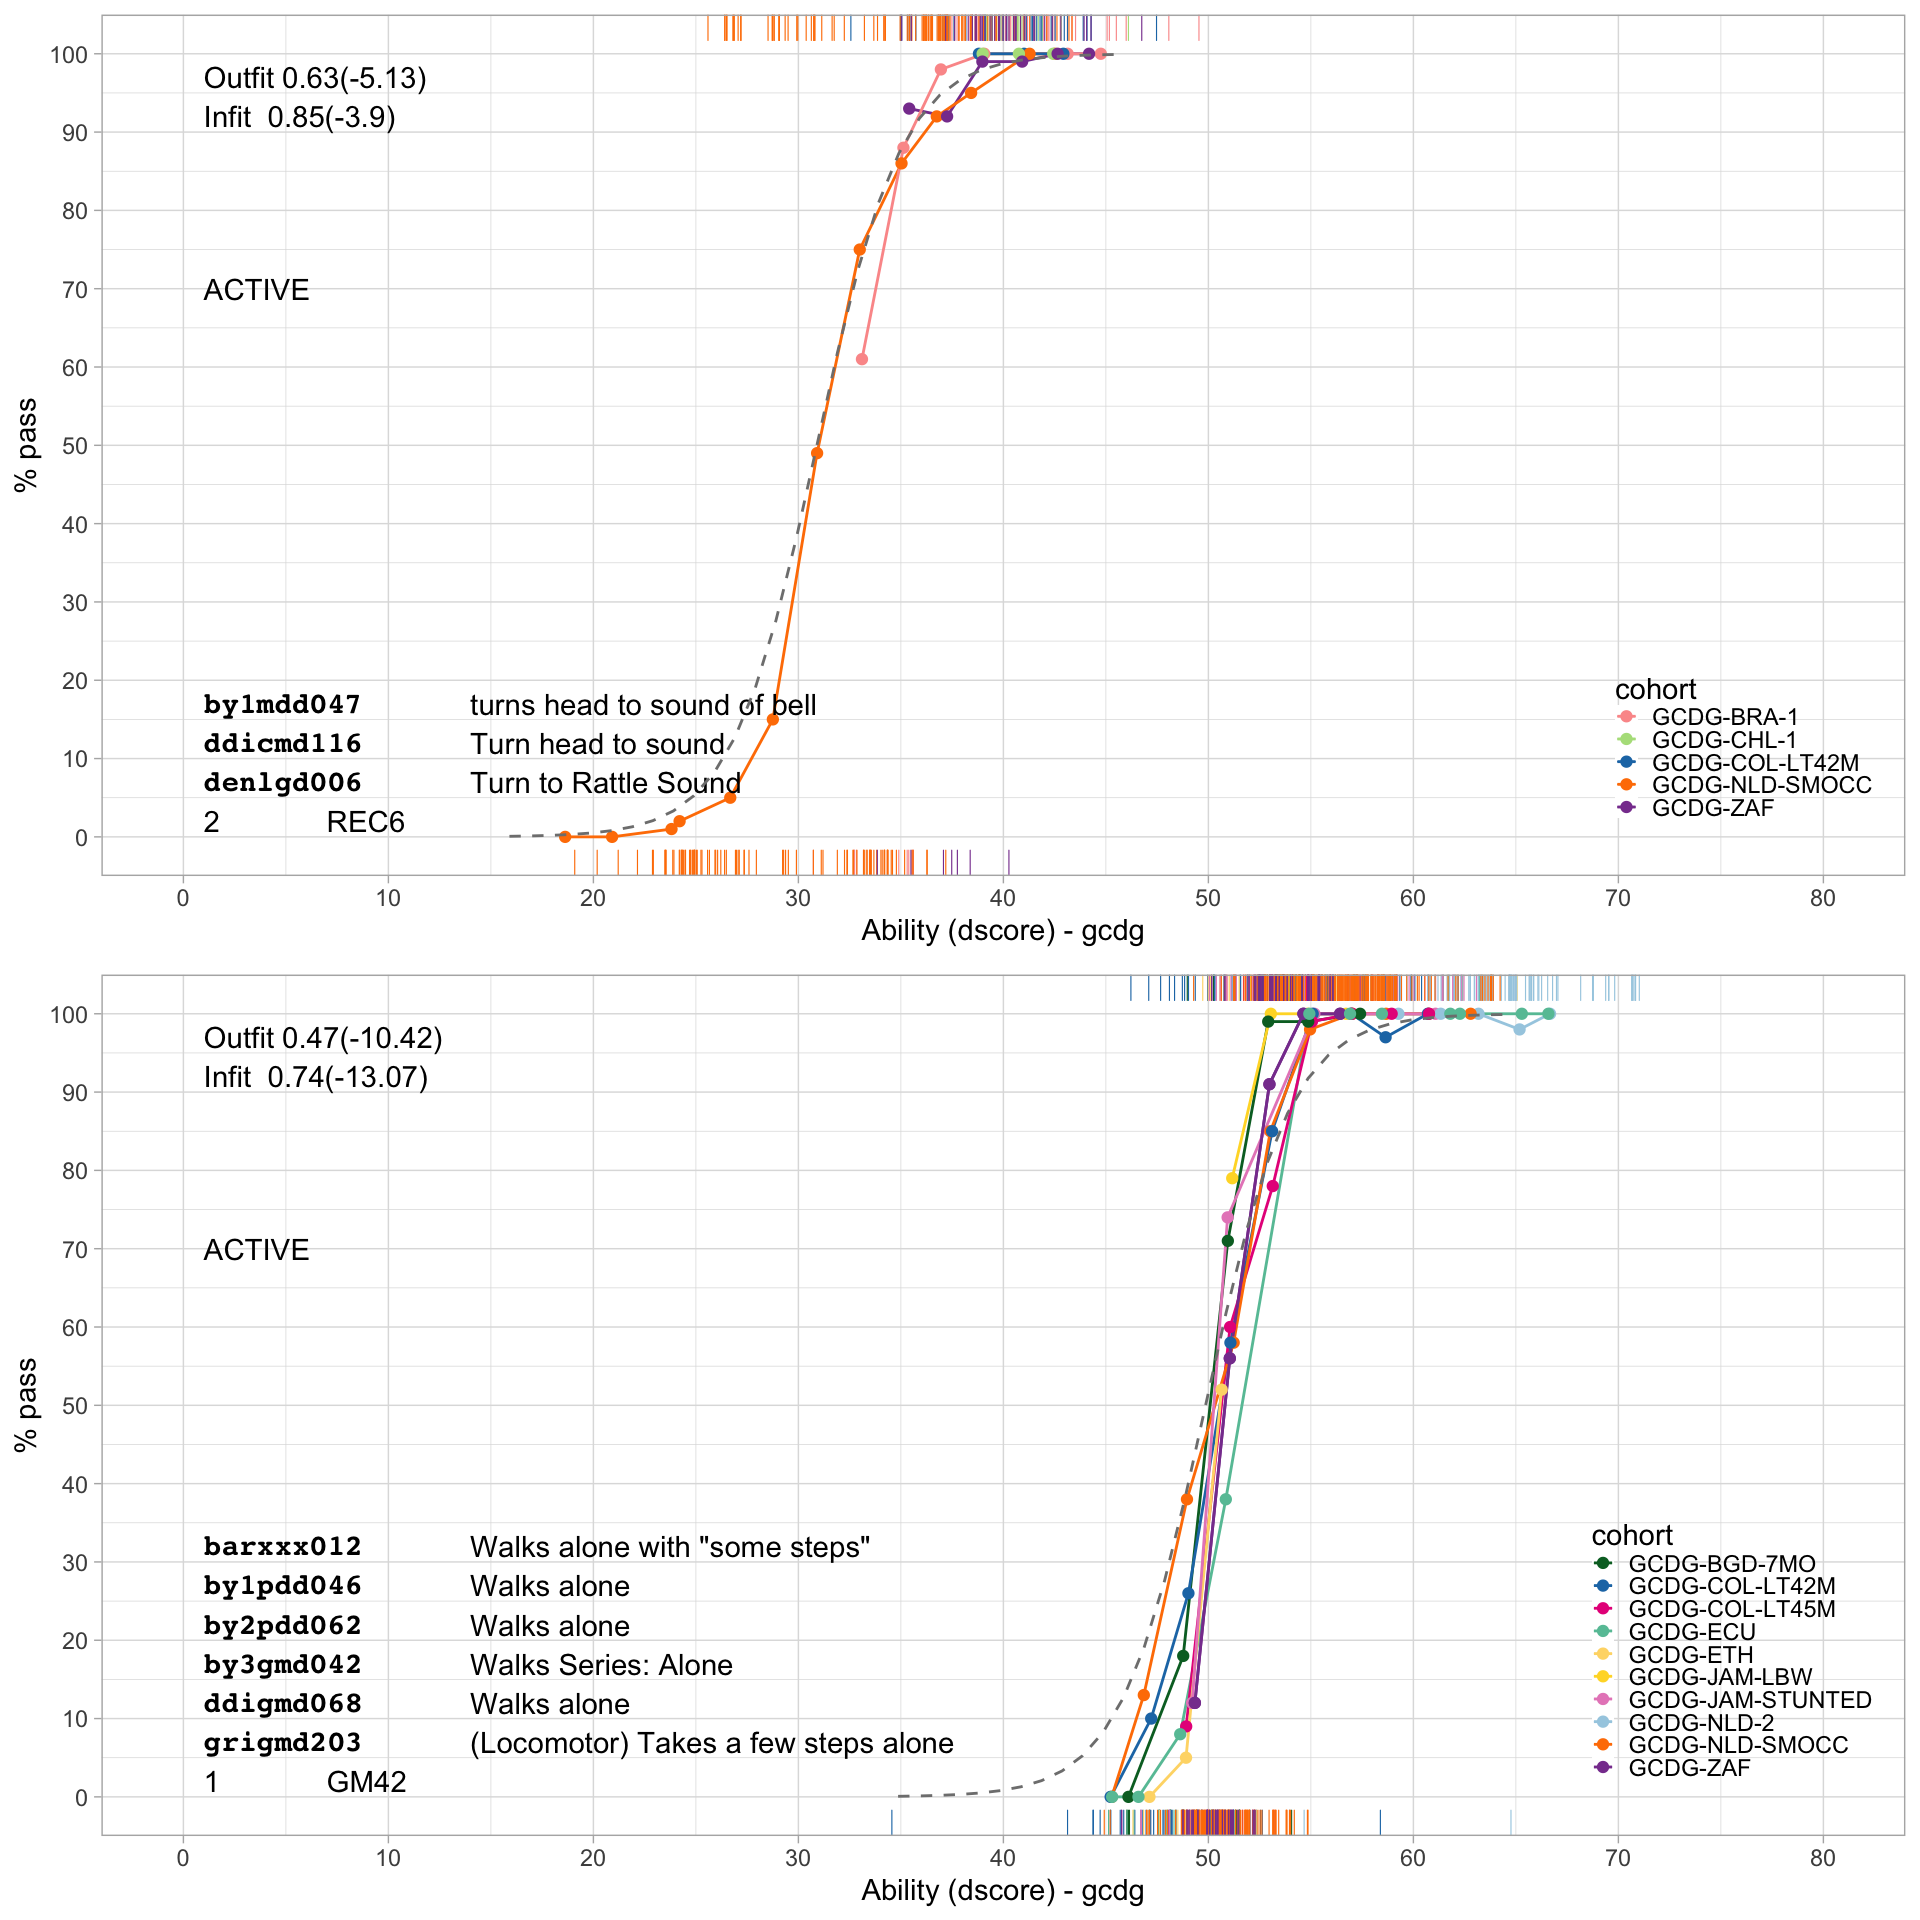 100
90
80
70
60
50
40
30
20
10
0
% pass
Outfit 0.63(-5.13)
Infit  0.85(-3.9)
ACTIVE
by1mdd047 turns head to sound of bell
ddicmd116 Turn head to sound
denlgd006 Turn to Rattle Sound
2 REC6
cohort
GCDG-BRA-1
GCDG-CHL-1
GCDG-COL-LT42M
GCDG-NLD-SMOCC
GCDG-ZAF
0 10 20 30 40 50 60 70 80
Ability (dscore) - gcdg
100
90
80
70
60
50
40
30
20
10
0
% pass
Outfit 0.47(-10.42)
Infit  0.74(-13.07)
ACTIVE
barxxx012 Walks alone with "some steps"
by1pdd046 Walks alone
by2pdd062 Walks alone
by3gmd042 Walks Series: Alone
ddigmd068 Walks alone
grigmd203 (Locomotor) Takes a few steps alone
1 GM42
cohort
GCDG-BGD-7MO
GCDG-COL-LT42M
GCDG-COL-LT45M
GCDG-ECU
GCDG-ETH
GCDG-JAM-LBW
GCDG-JAM-STUNTED
GCDG-NLD-2
GCDG-NLD-SMOCC
GCDG-ZAF
0 10 20 30 40 50 60 70 80
Ability (dscore) - gcdg